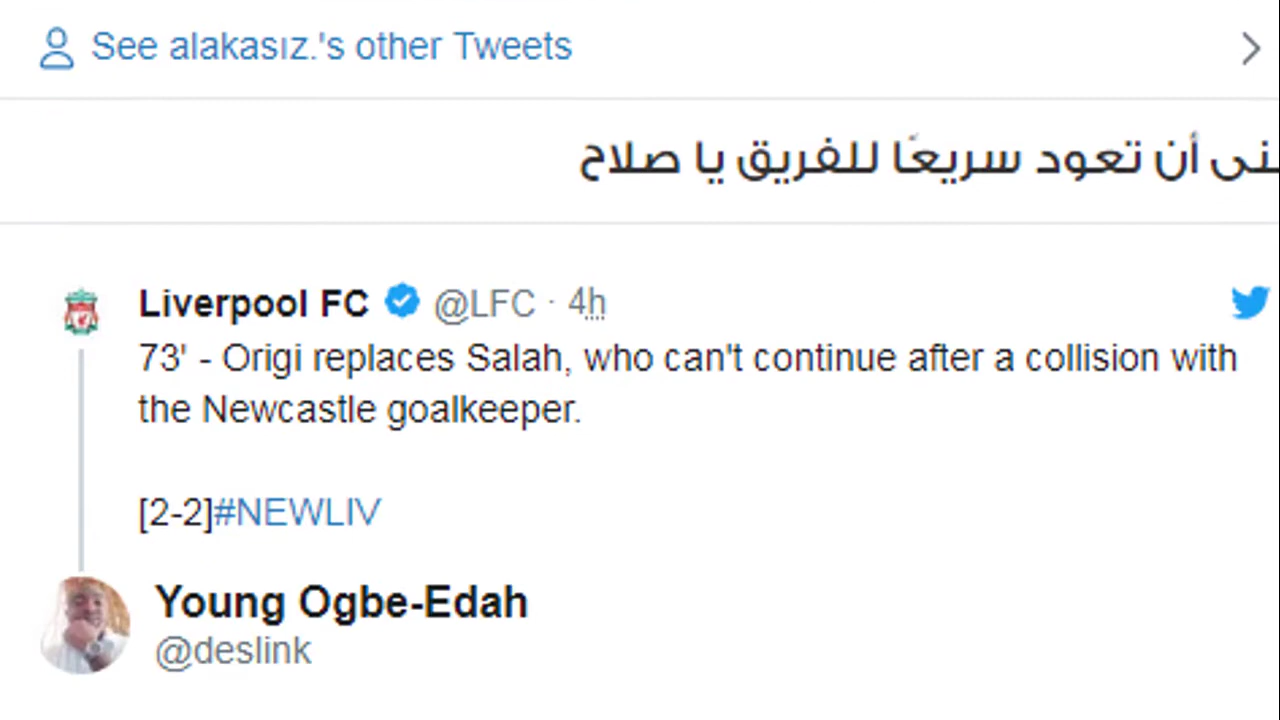 See alakasız.'s other Tweets
أن تعود سريعًا للفريق يا صلاح
Liverpool FC @LFC · 4h
73' - Origi replaces Salah, who can't continue after a collision with
the Newcastle goalkeeper.
[2-2]#NEWLIV
Young Ogbe-Edah
@deslink